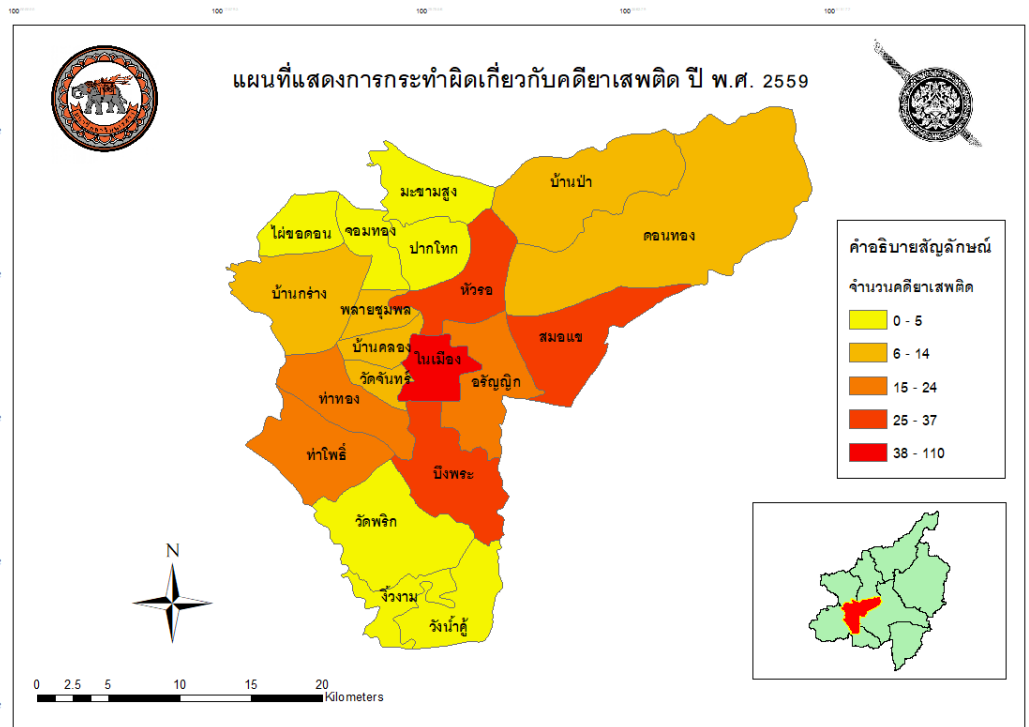 100
100
100
100
100
แผนที่แสดงการกระทำผิดเกี่ยวกับคดียาเสพติด ปี พ.ศ. 2559
บ้านป่า
มะขามสูง
ดอนทอง
ไผ่ขอดอน
จอมทอง
ปากโทก
บ้านกร่าง
หัวรอ
พลายชุมพล
สมอแข
บ้านคลอง
ในเมือง
วัดจันทร์
อรัญญิก
ท่าทอง
ท่าโพธิ์
บึงพระ
วัดพริก
งิ้วงาม
วังน้ำคู้
คำอธิบายสัญลักษณ์
จำนวนคดียาเสพติด
0 - 5
6 - 14
15 - 24
25 - 37
38 - 110
N
0 2.5 5 10 15 20
Kilometers